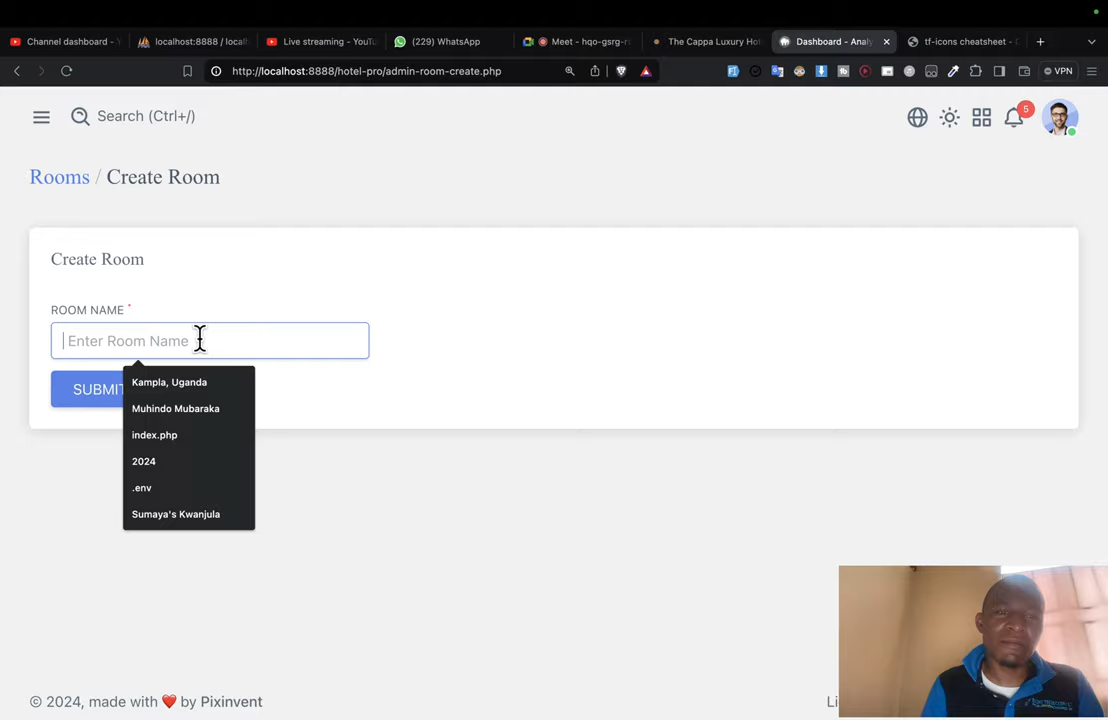 Channel dashboard - Y
localhost:8888 / local
Live streaming - YouTu
(229) WhatsApp
Meet - hqo-gsrg-r
The Cappa Luxury Hot
Dashboard - Analy
tf-icons cheatsheet - C
http://localhost:8888/hotel-pro/admin-room-create.php
VPN
Search (Ctrl+/)
5
Rooms / Create Room
Create Room
ROOM NAME *
Enter Room Name
SUBMIT
Kampla, Uganda
Muhindo Mubaraka
index.php
2024
.env
Sumaya's Kwanjula
© 2024, made with ❤️ by Pixinvent
Li